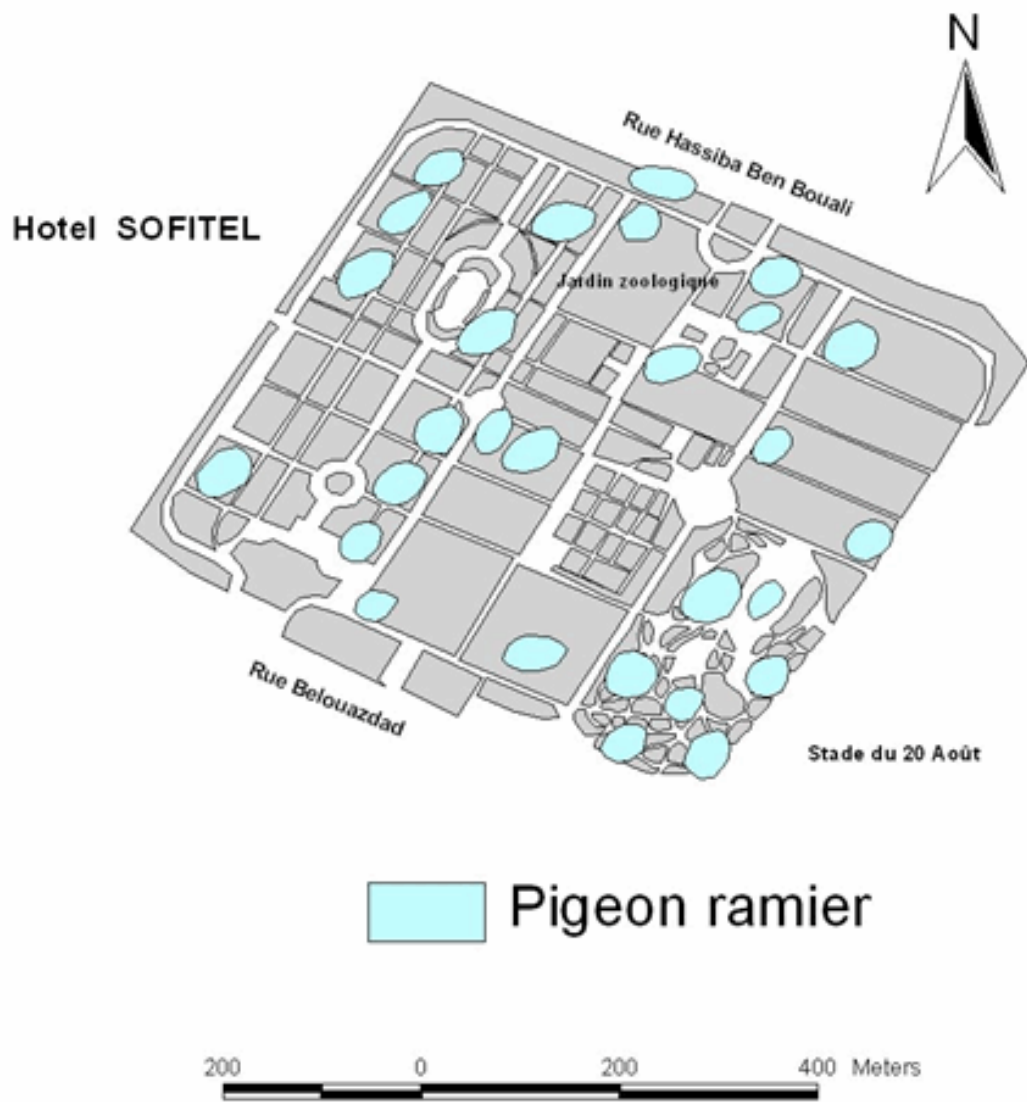 N
Rue Hassiba Ben Bouali
Hotel SOFITEL
Jardin zoologique
Rue Belouazdad
Stade du 20 Août
Pigeon ramier
200 0 200 400 Meters